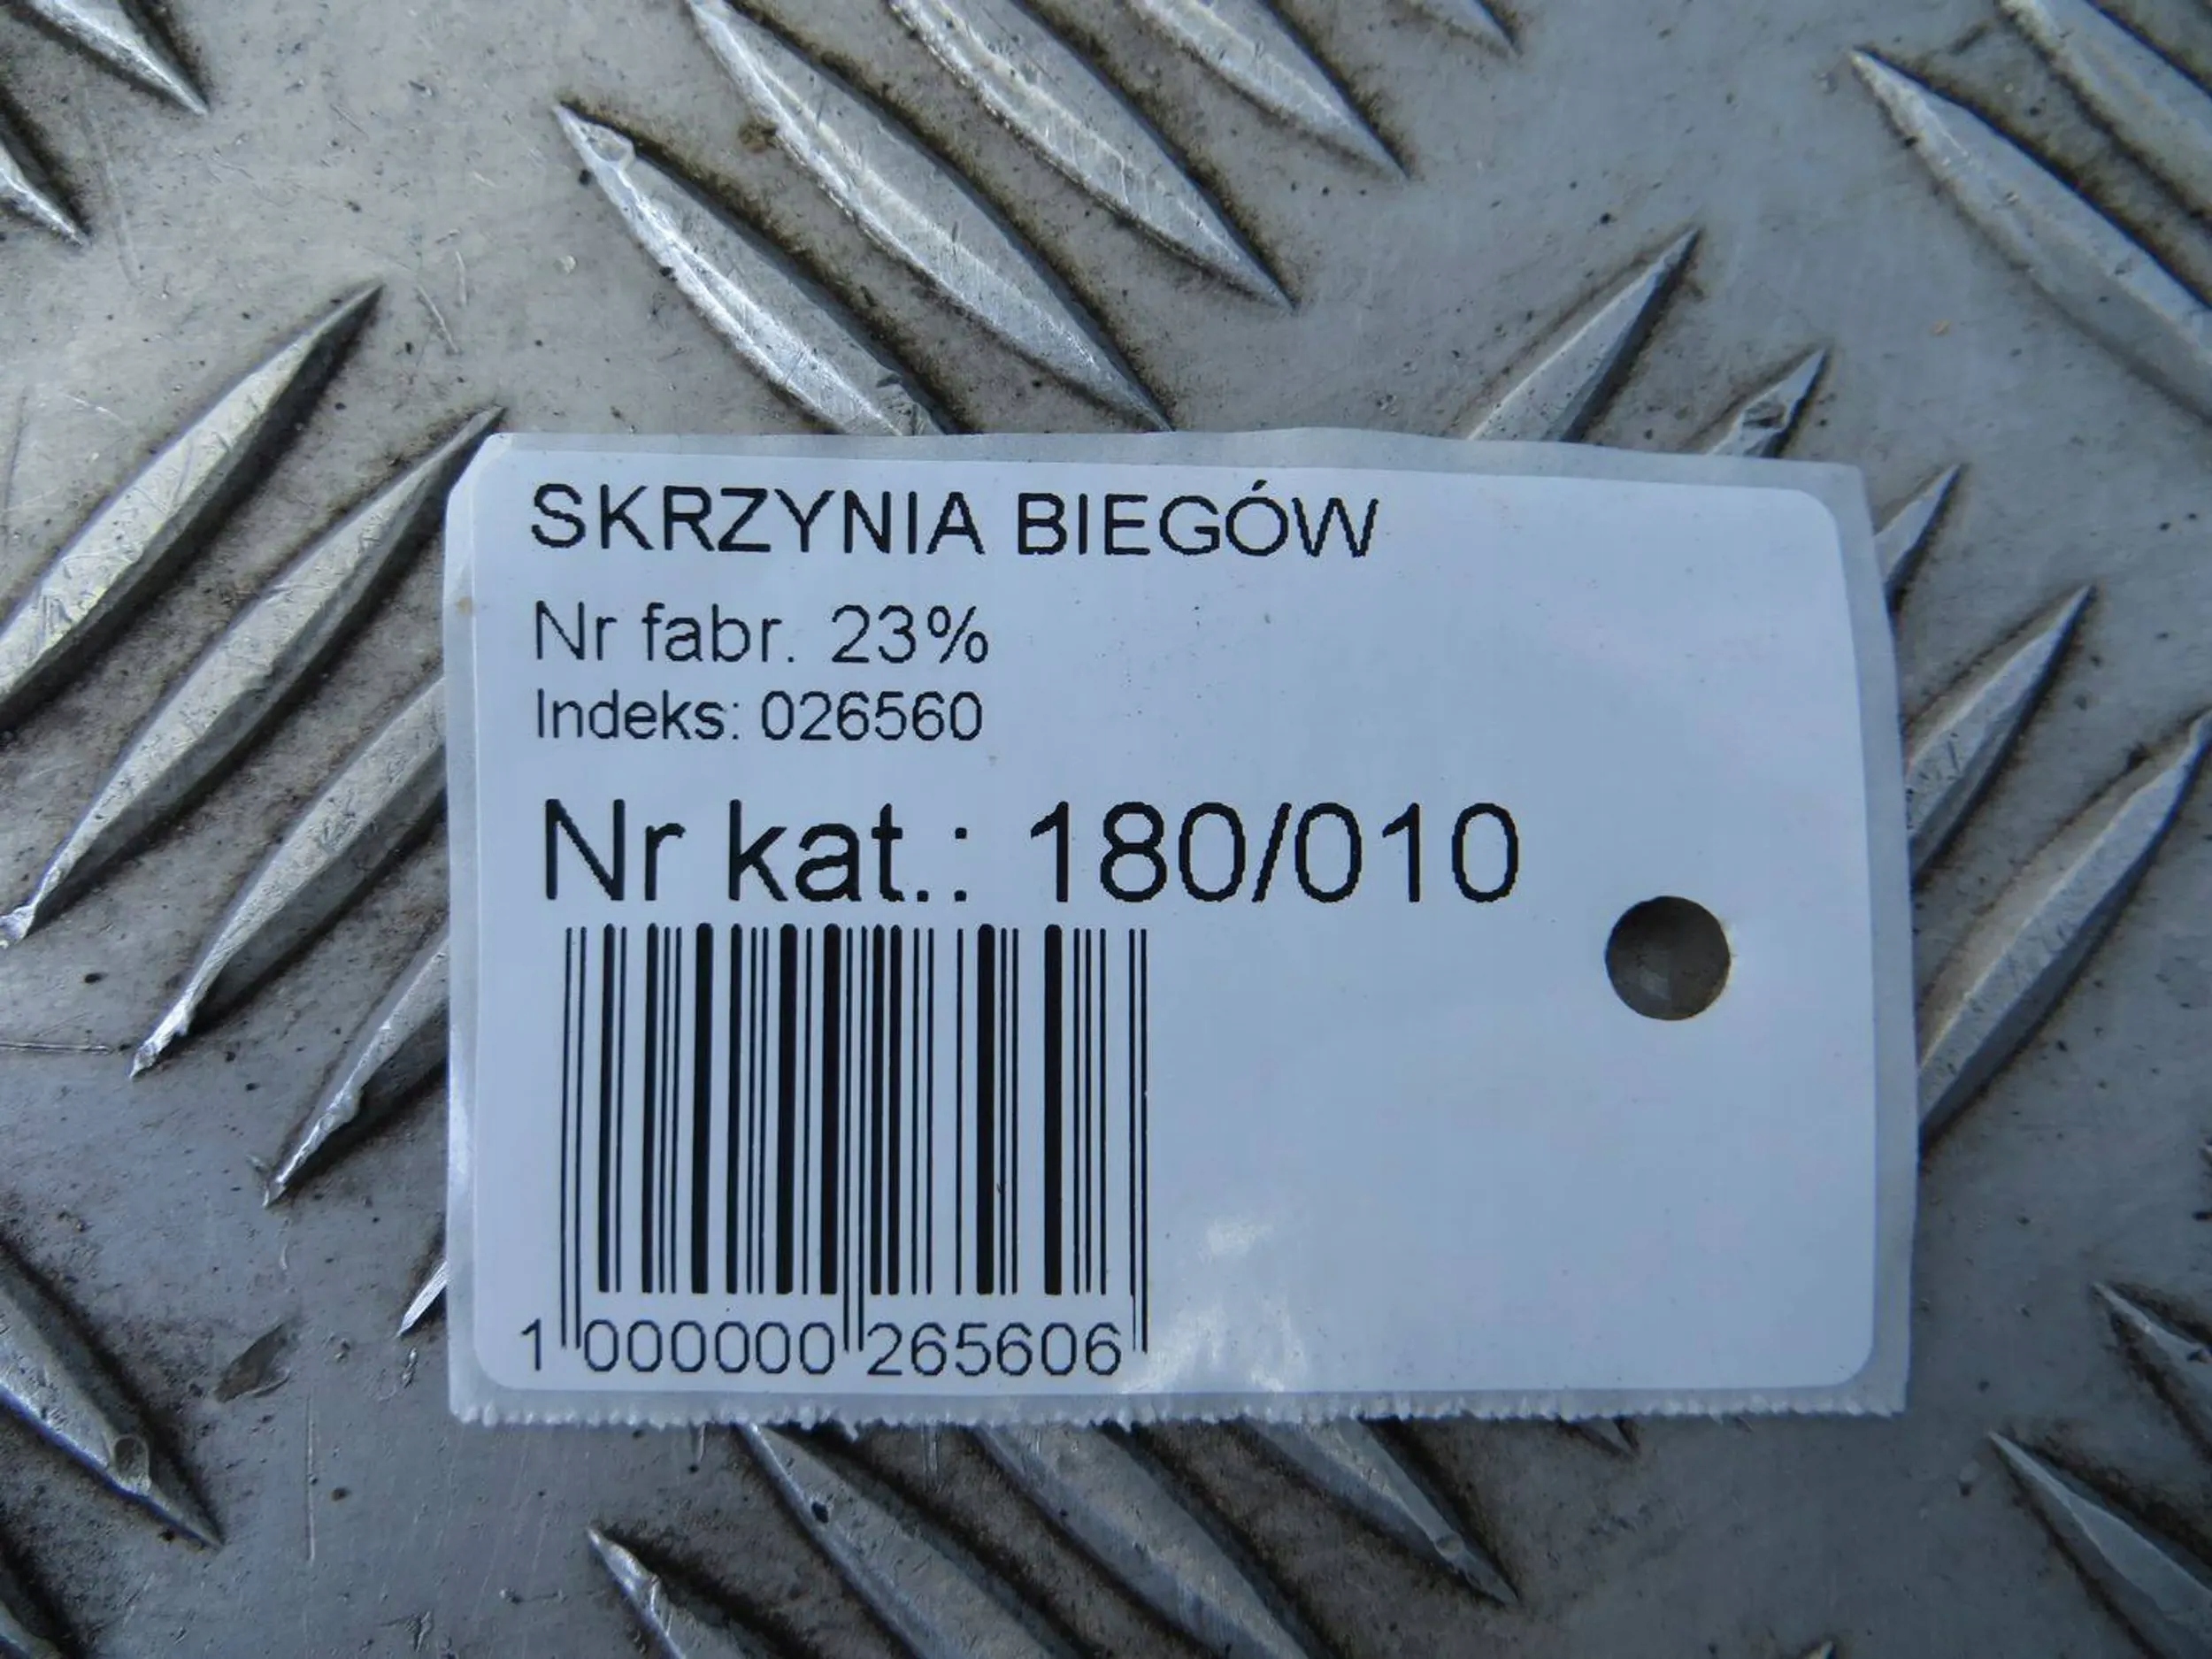 SKRZYNIA BIEGÓW
Nr fabr. 23%
Indeks: 026560
Nr kat.: 180/010
1 000000 265606